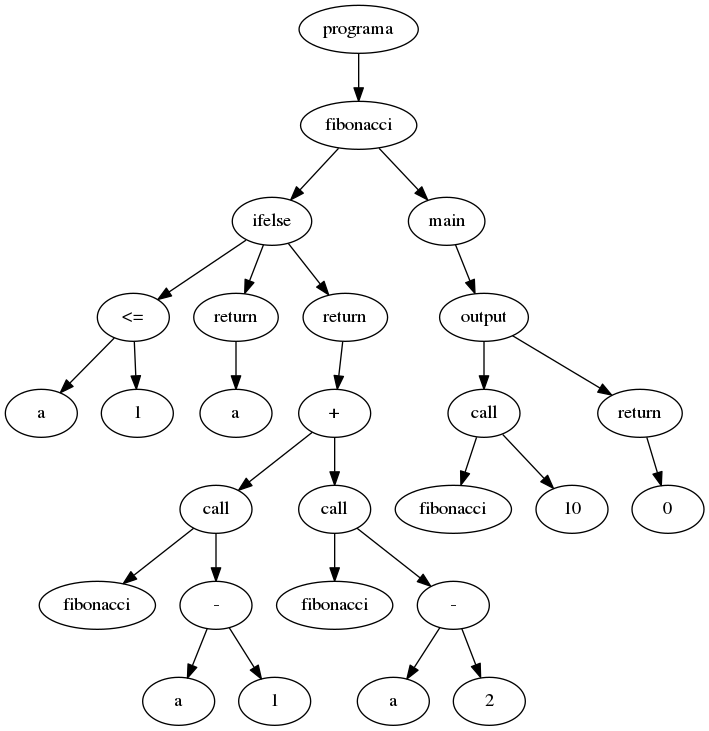 programa
fibonacci
ifelse main
<= return return output
a 1 a + call return
call call fibonacci 10 0
fibonacci - fibonacci -
a 1 a 2